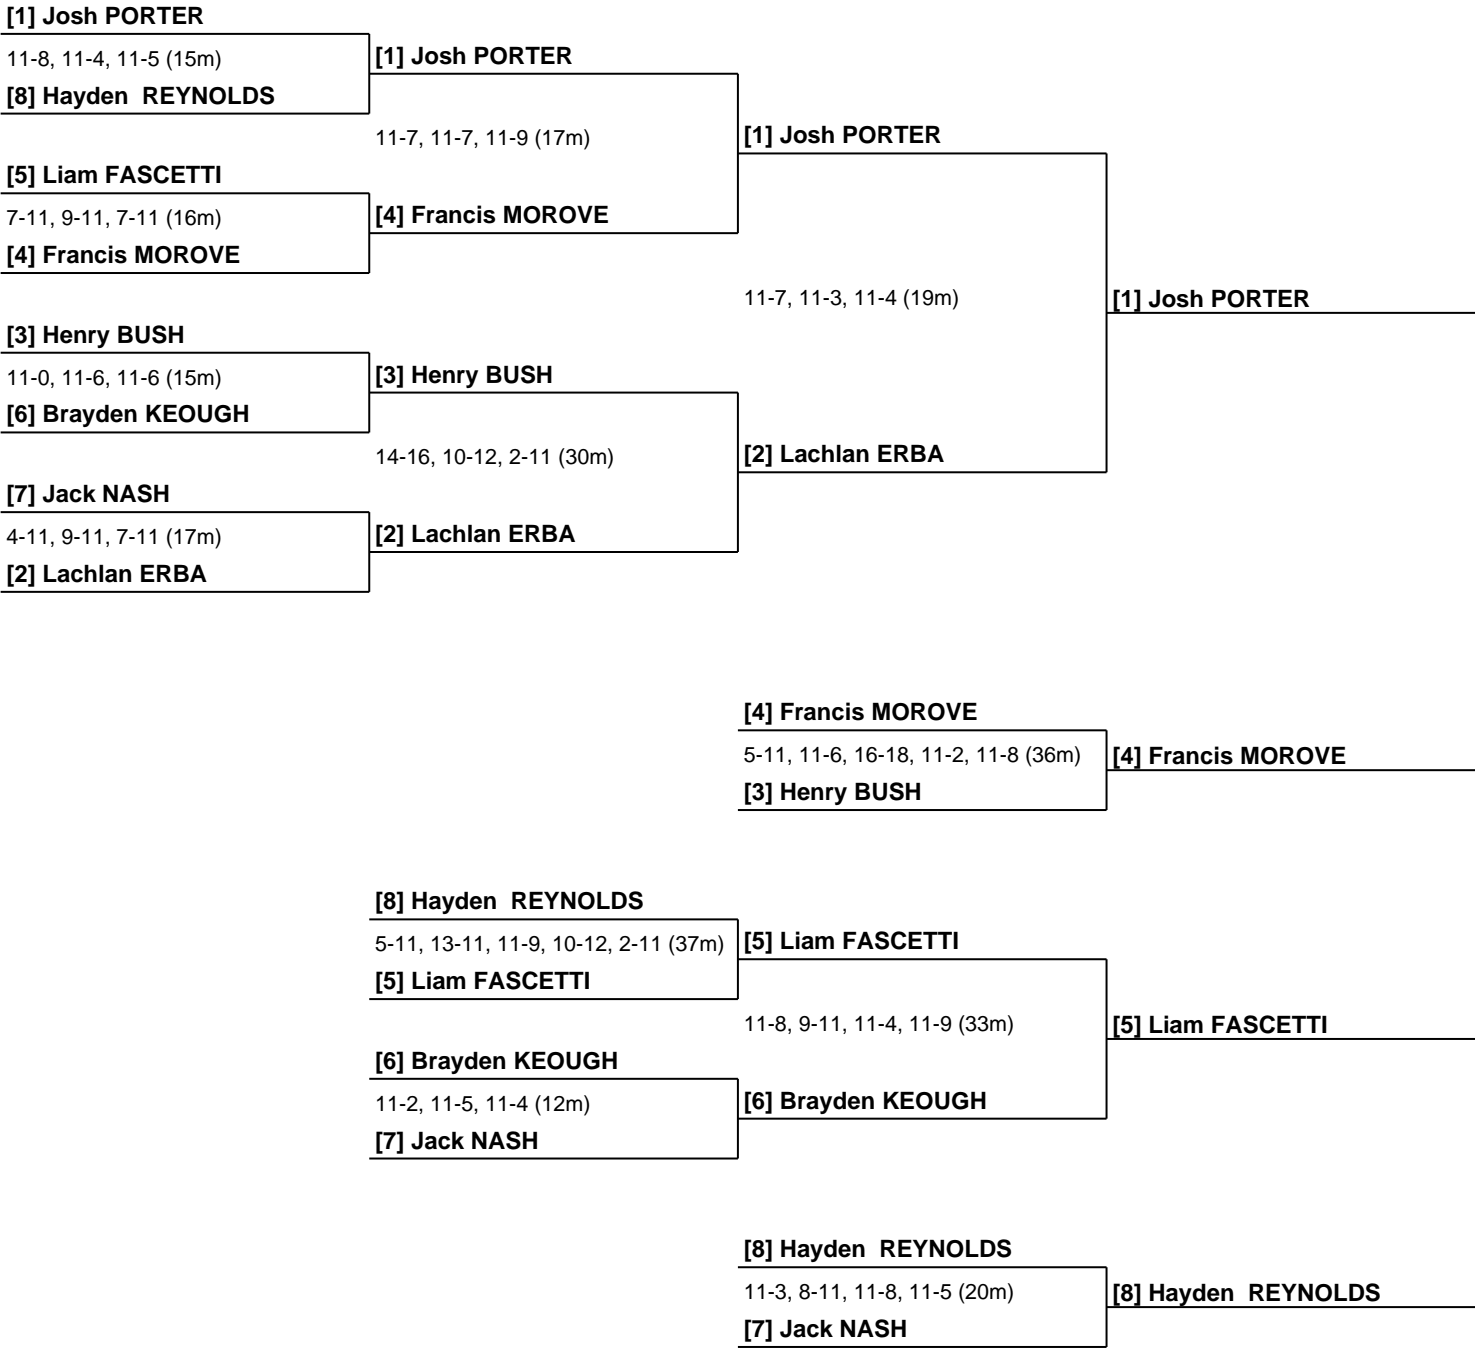 [1] Josh PORTER
11-8, 11-4, 11-5 (15m)
[8] Hayden  REYNOLDS
[1] Josh PORTER
11-7, 11-7, 11-9 (17m)
[1] Josh PORTER
[5] Liam FASCETTI
7-11, 9-11, 7-11 (16m)
[4] Francis MOROVE
[4] Francis MOROVE
11-7, 11-3, 11-4 (19m)
[1] Josh PORTER
[3] Henry BUSH
11-0, 11-6, 11-6 (15m)
[6] Brayden KEOUGH
[3] Henry BUSH
14-16, 10-12, 2-11 (30m)
[2] Lachlan ERBA
[7] Jack NASH
4-11, 9-11, 7-11 (17m)
[2] Lachlan ERBA
[2] Lachlan ERBA
[4] Francis MOROVE
5-11, 11-6, 16-18, 11-2, 11-8 (36m)
[3] Henry BUSH
[4] Francis MOROVE
[8] Hayden  REYNOLDS
5-11, 13-11, 11-9, 10-12, 2-11 (37m)
[5] Liam FASCETTI
[5] Liam FASCETTI
11-8, 9-11, 11-4, 11-9 (33m)
[5] Liam FASCETTI
[6] Brayden KEOUGH
11-2, 11-5, 11-4 (12m)
[7] Jack NASH
[6] Brayden KEOUGH
[8] Hayden  REYNOLDS
11-3, 8-11, 11-8, 11-5 (20m)
[7] Jack NASH
[8] Hayden  REYNOLDS